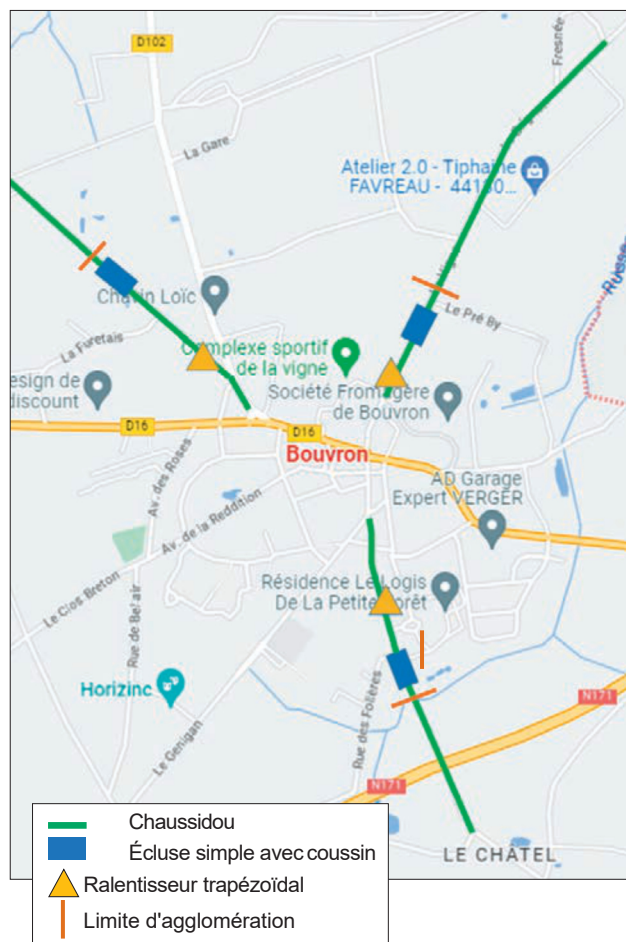 D102
Fresnée
La Gare
Atelier 2.0 - Tiphaine
FAVREAU - 44130...
Chavin Loïc
Le Pré By
La Furetais
Complexe sportif
de la vigne
esign de
discount
Société Fromagère
de Bouvron
D16
D16
Bouvron
AD Garage
Expert VERGER
Av. des Roses
Av. de la Reddition
Résidence Le Logis
De La Petite Forêt
Le Clos Breton
Rue de Bel air
Horizinc
Rue des Follères
N171
Le Genigan
N171
LE CHÂTEL
Chaussidou
Écluse simple avec coussin
Ralentisseur trapézoïdal
Limite d'agglomération